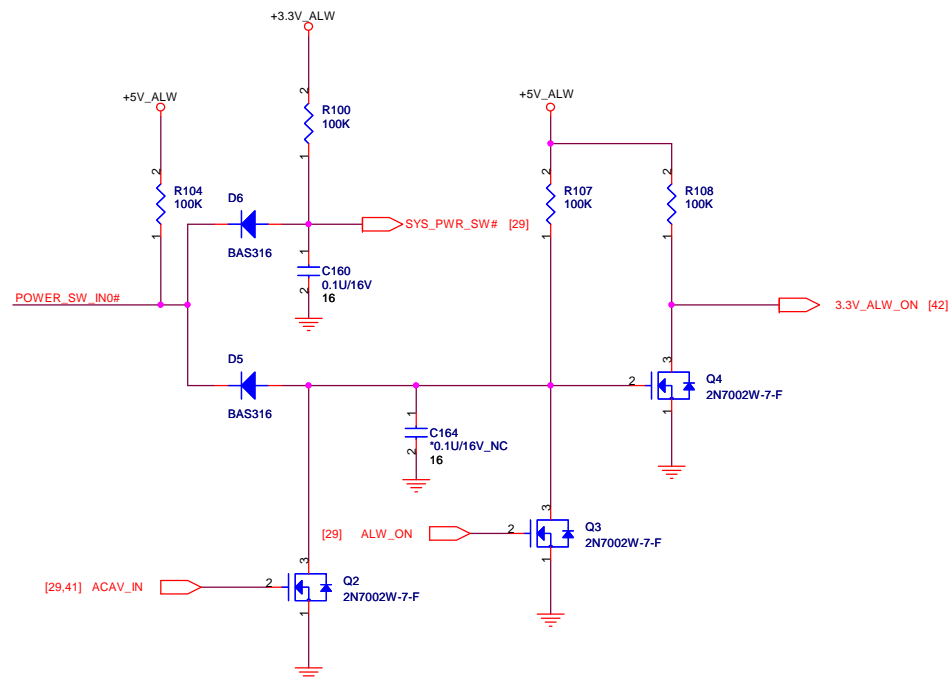 +3.3V_ALW
2
R100
100K
1
+5V_ALW
2
R104
100K
1
+5V_ALW
2
R107
100K
1
2
R108
100K
1
D6
BAS316
SYS_PWR_SW# [29]
1
C160
0.1U/16V
2
16
POWER_SW_IN0#
3.3V_ALW_ON [42]
D5
BAS316
3
2
Q4
2N7002W-7-F
1
1
C164
*0.1U/16V_NC
2
16
3
[29] ALW_ON
2
Q3
2N7002W-7-F
1
3
[29,41] ACAV_IN
2
Q2
2N7002W-7-F
1